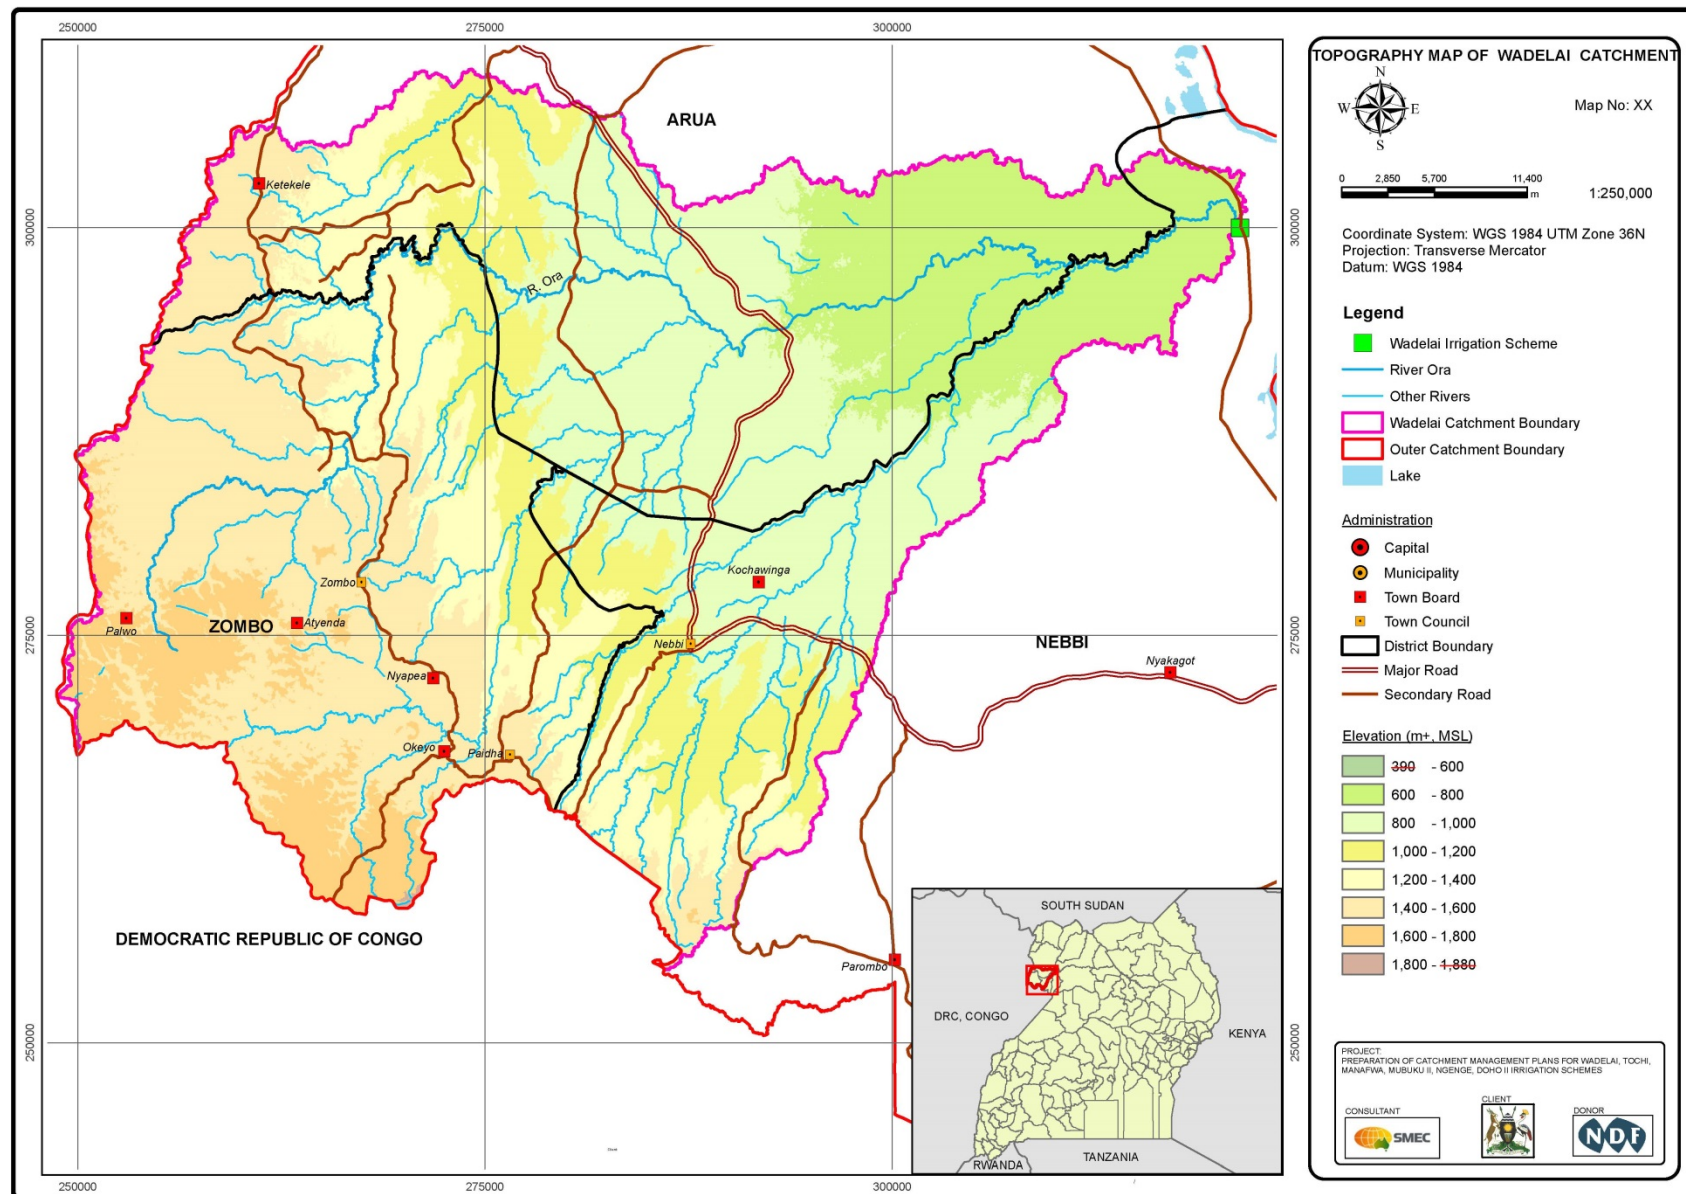 250000
275000
300000
300000
275000
250000
300000
275000
250000
250000
275000
300000
ARUA
Ketekele
R. Ora
Kochawinga
Zombo
Palwo
ZOMBO
Atyenda
Nebbi
NEBBI
Nyakagot
Nyapea
Okeyo
Paidha
DEMOCRATIC REPUBLIC OF CONGO
Parombo
SOUTH SUDAN
DRC, CONGO
KENYA
RWANDA
TANZANIA
TOPOGRAPHY MAP OF WADELAI CATCHMENT
N
W
E
S
Map No: XX
0 2,850 5,700 11,400
m
1:250,000
Coordinate System: WGS 1984 UTM Zone 36N
Projection: Transverse Mercator
Datum: WGS 1984
Legend
Wadelai Irrigation Scheme
River Ora
Other Rivers
Wadelai Catchment Boundary
Outer Catchment Boundary
Lake
Administration
Capital
Municipality
Town Board
Town Council
District Boundary
Major Road
Secondary Road
Elevation (m+, MSL)
390 - 600
600 - 800
800 - 1,000
1,000 - 1,200
1,200 - 1,400
1,400 - 1,600
1,600 - 1,800
1,800 - 1,880
PROJECT:
PREPARATION OF CATCHMENT MANAGEMENT PLANS FOR WADELAI, TOCHI,
MANAFWA, MUBUKU II, NGENGE, DOHO II IRRIGATION SCHEMES
CONSULTANT
CLIENT
DONOR
SMEC
NDF